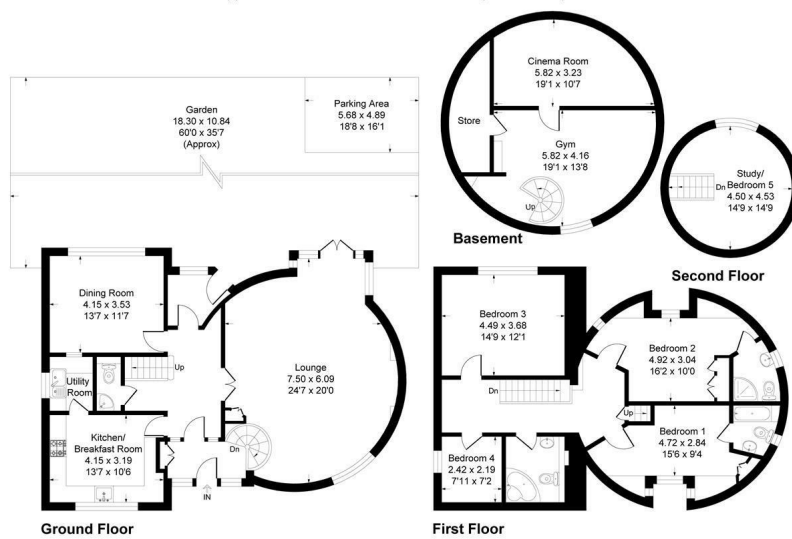 Garden
18.30 x 10.84
60'0 x 35'7
(Approx)
Parking Area
5.68 x 4.89
18'8 x 16'1
Dining Room
4.15 x 3.53
13'7 x 11'7
Utility
Room
Up
Kitchen/
Breakfast Room
4.15 x 3.19
13'7 x 10'6
Lounge
7.50 x 6.09
24'7 x 20'0
Dn
IN
Ground Floor
Cinema Room
5.82 x 3.23
19'1 x 10'7
Store
Gym
5.82 x 4.16
19'1 x 13'8
Up
Basement
Study/
Bedroom 5
4.50 x 4.53
14'9 x 14'9
Dn
Second Floor
Bedroom 3
4.49 x 3.68
14'9 x 12'1
Bedroom 2
4.92 x 3.04
16'2 x 10'0
Dn
Up
Bedroom 1
4.72 x 2.84
15'6 x 9'4
Bedroom 4
2.42 x 2.19
7'11 x 7'2
First Floor